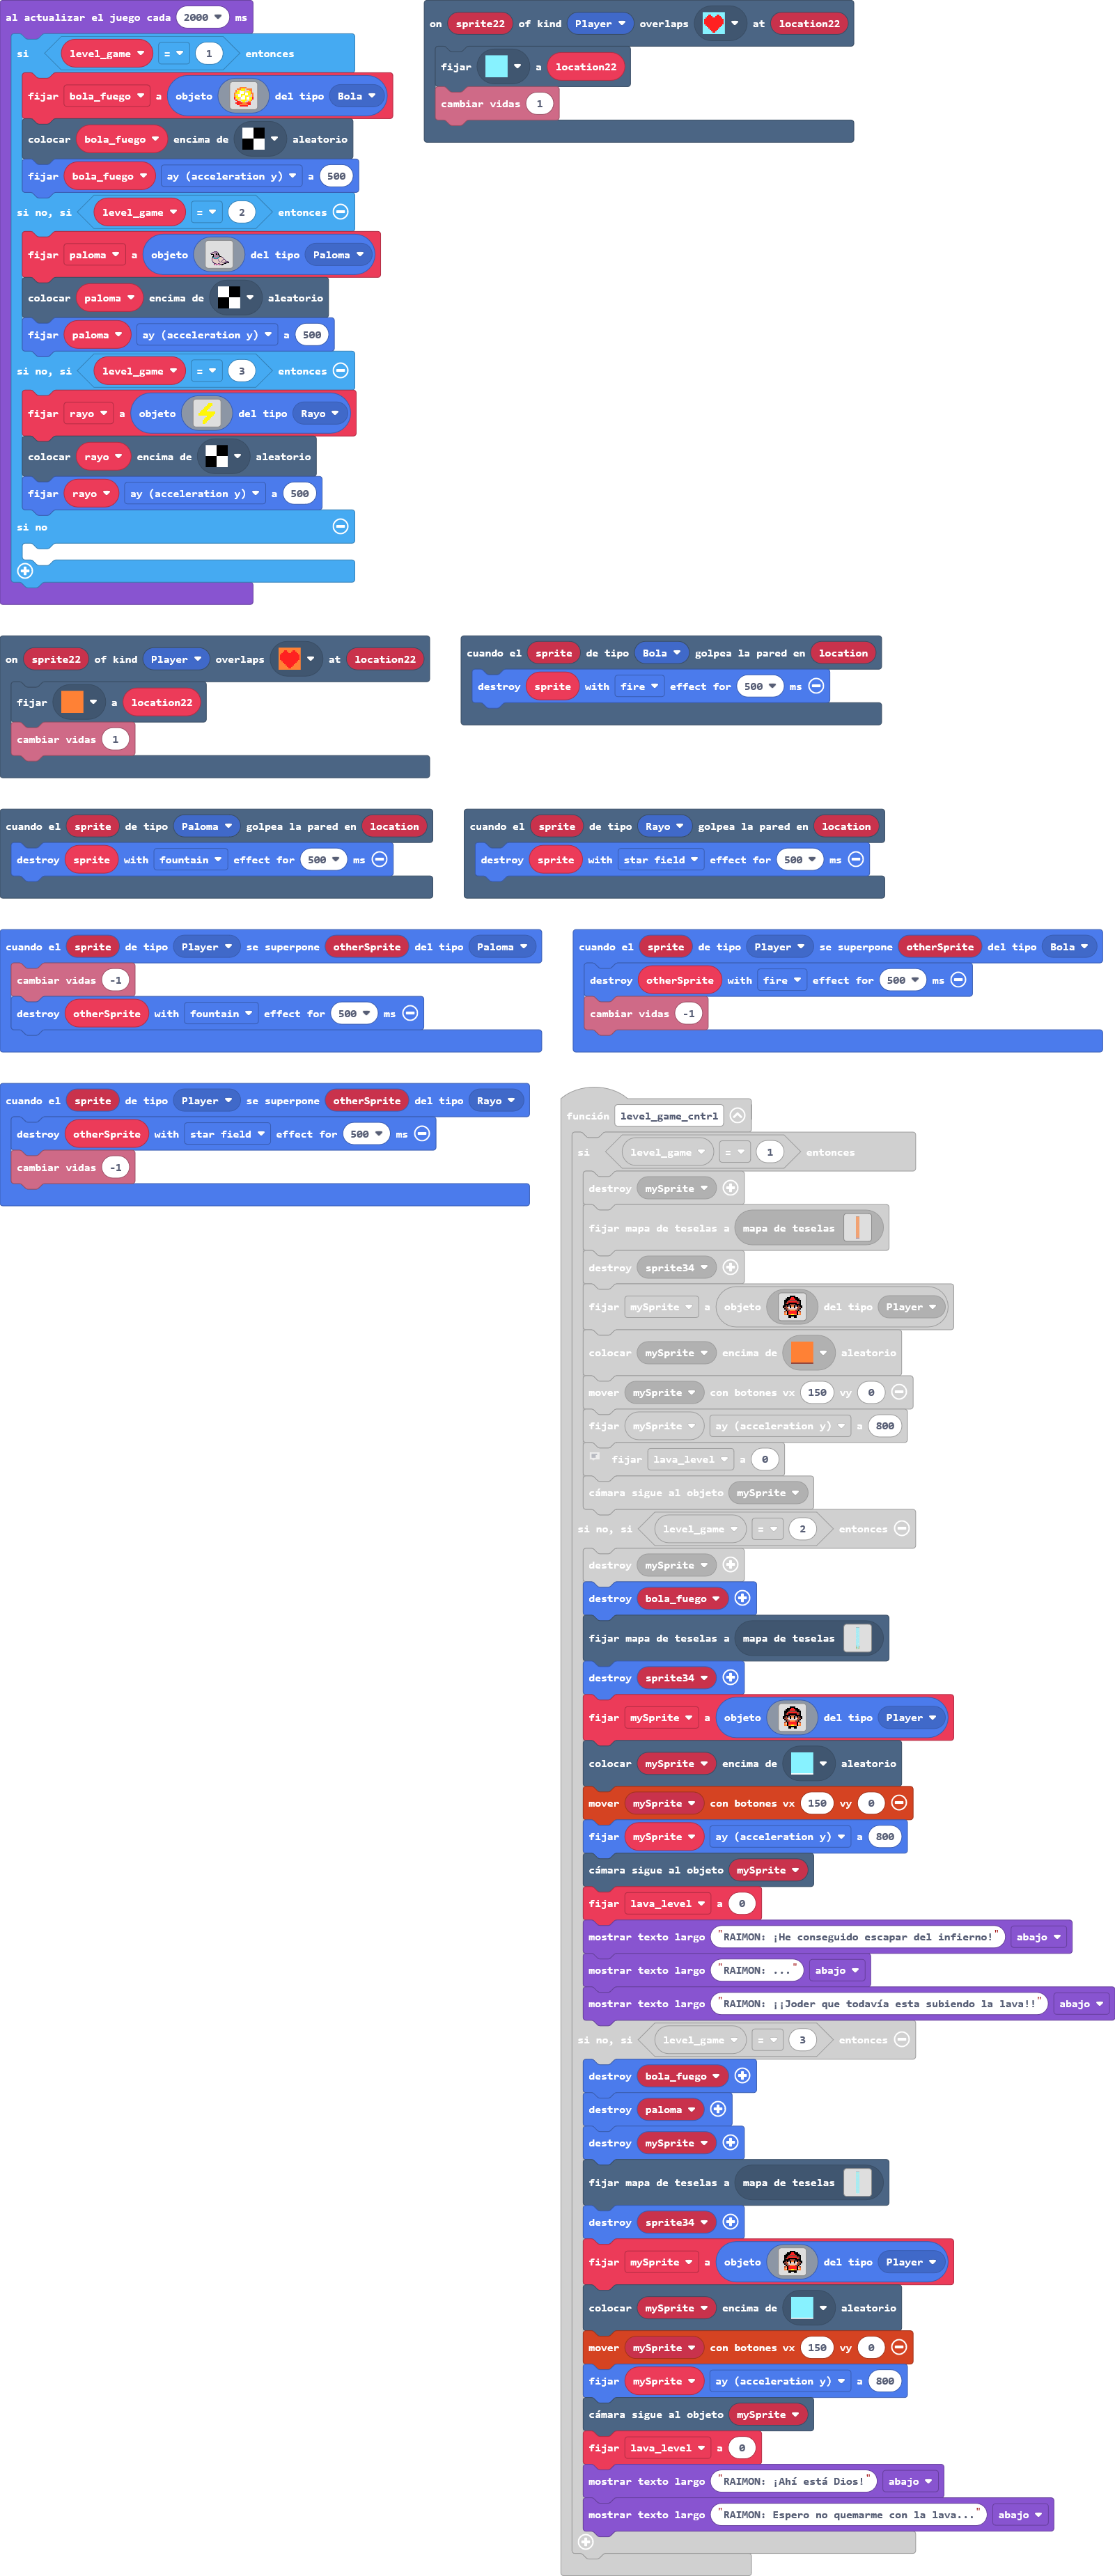 al actualizar el juego cada 2000 ms
si level_game = 1 entonces
fijar bola_fuego a objeto del tipo Bola
colocar bola_fuego encima de aleatorio
fijar bola_fuego ay (acceleration y) a 500
si no, si level_game = 2 entonces
fijar paloma a objeto del tipo Paloma
colocar paloma encima de aleatorio
fijar paloma ay (acceleration y) a 500
si no, si level_game = 3 entonces
fijar rayo a objeto del tipo Rayo
colocar rayo encima de aleatorio
fijar rayo ay (acceleration y) a 500
si no
on sprite22 of kind Player overlaps at location22
fijar a location22
cambiar vidas 1
on sprite22 of kind Player overlaps at location22
fijar a location22
cambiar vidas 1
cuando el sprite de tipo Bola golpea la pared en location
destroy sprite with fire effect for 500 ms
cuando el sprite de tipo Paloma golpea la pared en location
destroy sprite with fountain effect for 500 ms
cuando el sprite de tipo Rayo golpea la pared en location
destroy sprite with star field effect for 500 ms
cuando el sprite de tipo Player se superpone otherSprite del tipo Paloma
cambiar vidas -1
destroy otherSprite with fountain effect for 500 ms
cuando el sprite de tipo Player se superpone otherSprite del tipo Bola
destroy otherSprite with fire effect for 500 ms
cambiar vidas -1
cuando el sprite de tipo Player se superpone otherSprite del tipo Rayo
destroy otherSprite with star field effect for 500 ms
cambiar vidas -1
función level_game_cntrl
si level_game = 1 entonces
destroy mySprite
fijar mapa de teselas a mapa de teselas
destroy sprite34
fijar mySprite a objeto del tipo Player
colocar mySprite encima de aleatorio
mover mySprite con botones vx 150 vy 0
fijar mySprite ay (acceleration y) a 800
fijar lava_level a 0
cámara sigue al objeto mySprite
si no, si level_game = 2 entonces
destroy mySprite
destroy bola_fuego
fijar mapa de teselas a mapa de teselas
destroy sprite34
fijar mySprite a objeto del tipo Player
colocar mySprite encima de aleatorio
mover mySprite con botones vx 150 vy 0
fijar mySprite ay (acceleration y) a 800
cámara sigue al objeto mySprite
fijar lava_level a 0
mostrar texto largo "RAIMON: ¡He conseguido escapar del infierno!" abajo
mostrar texto largo "RAIMON: ..." abajo
mostrar texto largo "RAIMON: ¡¡Joder que todavía esta subiendo la lava!!" abajo
si no, si level_game = 3 entonces
destroy bola_fuego
destroy paloma
destroy mySprite
fijar mapa de teselas a mapa de teselas
destroy sprite34
fijar mySprite a objeto del tipo Player
colocar mySprite encima de aleatorio
mover mySprite con botones vx 150 vy 0
fijar mySprite ay (acceleration y) a 800
cámara sigue al objeto mySprite
fijar lava_level a 0
mostrar texto largo "RAIMON: ¡Ahí está Dios!" abajo
mostrar texto largo "RAIMON: Espero no quemarme con la lava..." abajo